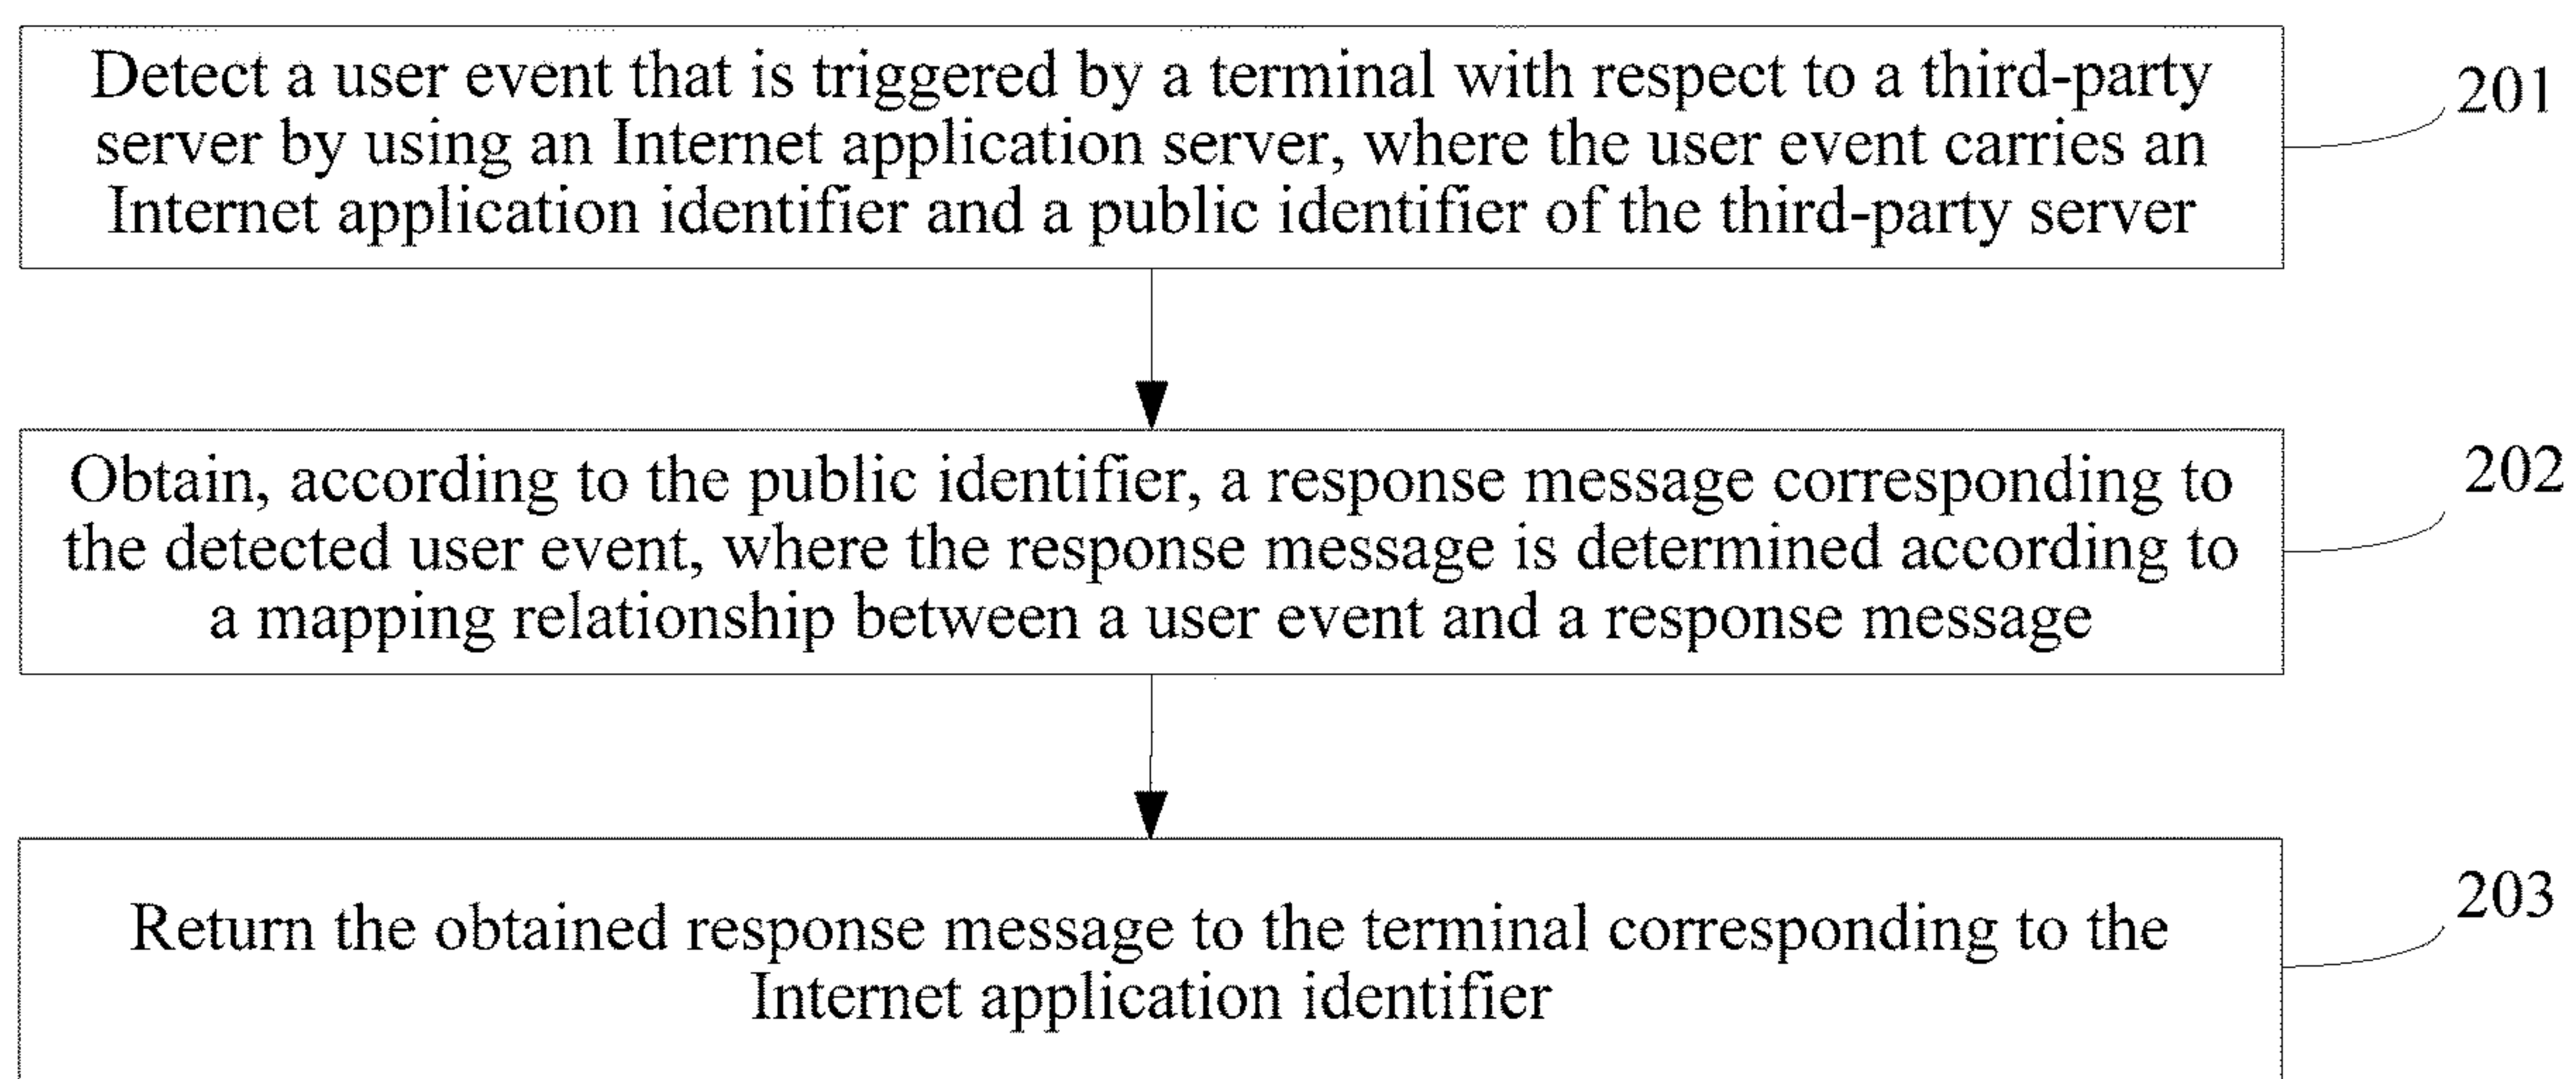 Detect a user event that is triggered by a terminal with respect to a third-party
server by using an Internet application server, where the user event carries an
Internet application identifier and a public identifier of the third-party server
201
Obtain, according to the public identifier, a response message corresponding to
the detected user event, where the response message is determined according to
a mapping relationship between a user event and a response message
202
Return the obtained response message to the terminal corresponding to the
Internet application identifier
203